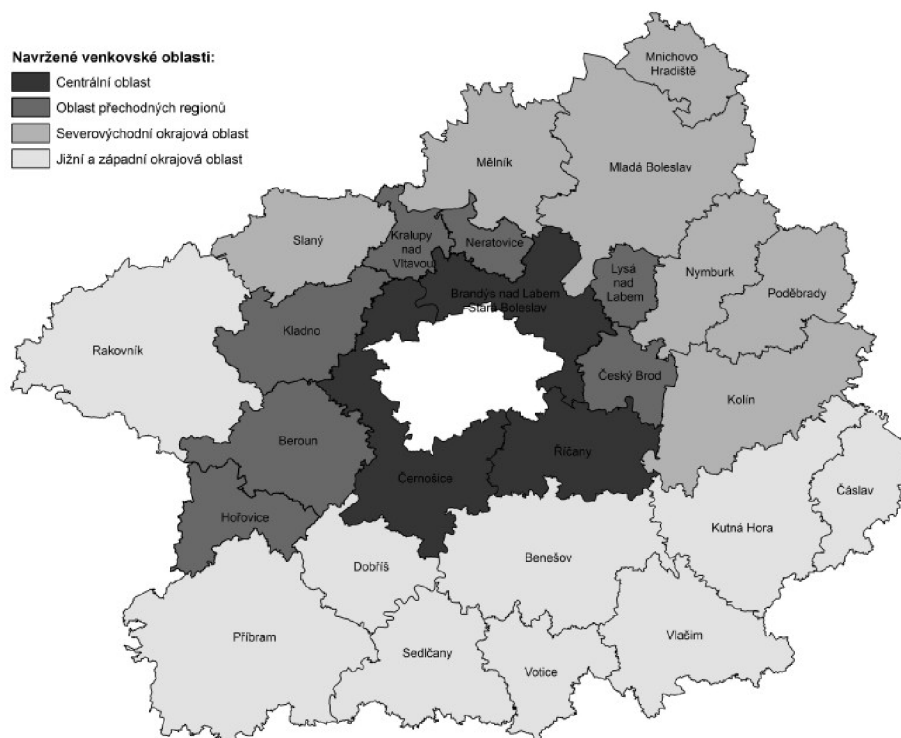 Navržené venkovské oblasti:
Centrální oblast
Oblast přechodných regionů
Severovýchodní okrajová oblast
Jižní a západní okrajová oblast
Mnichovo
Hradiště
Mělník
Mladá Boleslav
Slaný
Kralupy
nad
Vltavou
Neratovice
Lysá
nad
Labem
Nymburk
Poděbrady
Brandýs nad Labem
Stará Boleslav
Rakovník
Kladno
Český Brod
Kolín
Beroun
Říčany
Černošice
Čáslav
Hořovice
Kutná Hora
Dobříš
Benešov
Příbram
Sedlčany
Vlašim
Votice